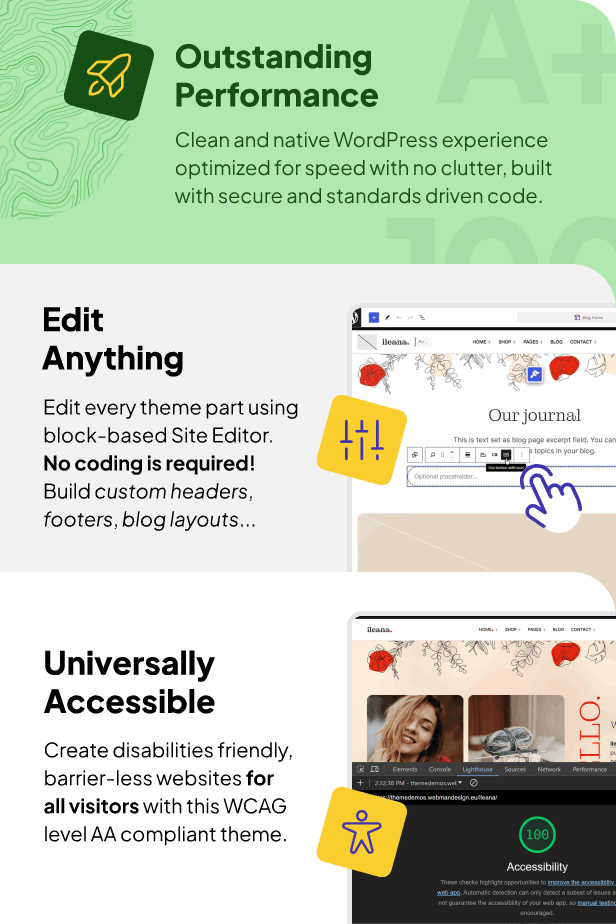 A+
Outstanding
Performance
Clean and native WordPress experience
optimized for speed with no clutter, built
with secure and standards driven code.
100
Edit
Anything
Edit every theme part using
block-based Site Editor.
No coding is required!
Build custom headers,
footers, blog layouts...
Blog Home
ileana.
HOME + SHOP + PAGES + BLOG CONTACT +
Our journal
This is text set as blog page excerpt field. You can
e topics in your blog.
Use button with icon
Optional placeholder...
Universally
Accessible
Create disabilities friendly,
barrier-less websites for
all visitors with this WCAG
level AA compliant theme.
ileana.
HOME + SHOP + PAGES + BLOG CONTACT +
LLO.
Elements Console Lighthouse Sources Network Performance
+ 2:32:38 PM - themedemos.we
://themedemos.webmandesign.eu/ileana/
100
Accessibility
These checks highlight opportunities to improve the accessibility
web app. Automatic detection can only detect a subset of issues a
not guarantee the accessibility of your web app, so manual testing
encouraged.